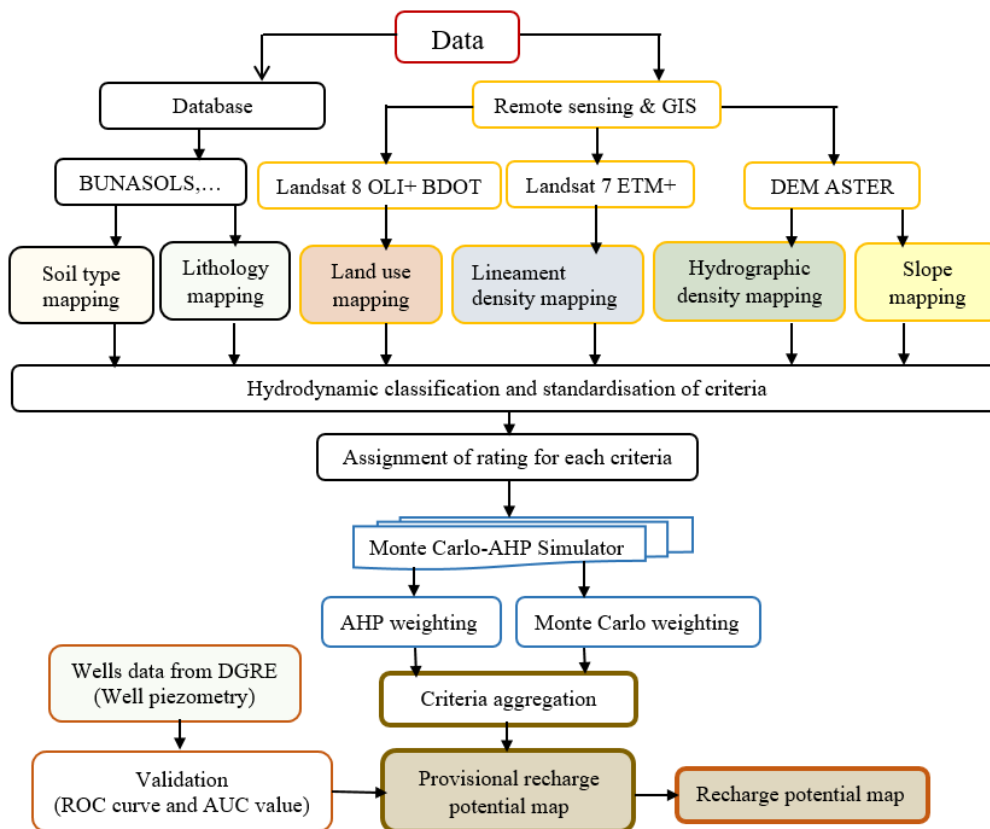 Data
Database
Remote sensing & GIS
BUNASOLS,...
Landsat 8 OLI+ BDOT
Landsat 7 ETM+
DEM ASTER
Soil type
mapping
Lithology
mapping
Land use
mapping
Lineament
density mapping
Hydrographic
density mapping
Slope
mapping
Hydrodynamic classification and standardisation of criteria
Assignment of rating for each criteria
Monte Carlo-AHP Simulator
AHP weighting
Monte Carlo weighting
Wells data from DGRE
(Well piezometry)
Criteria aggregation
Validation
(ROC curve and AUC value)
Provisional recharge
potential map
Recharge potential map